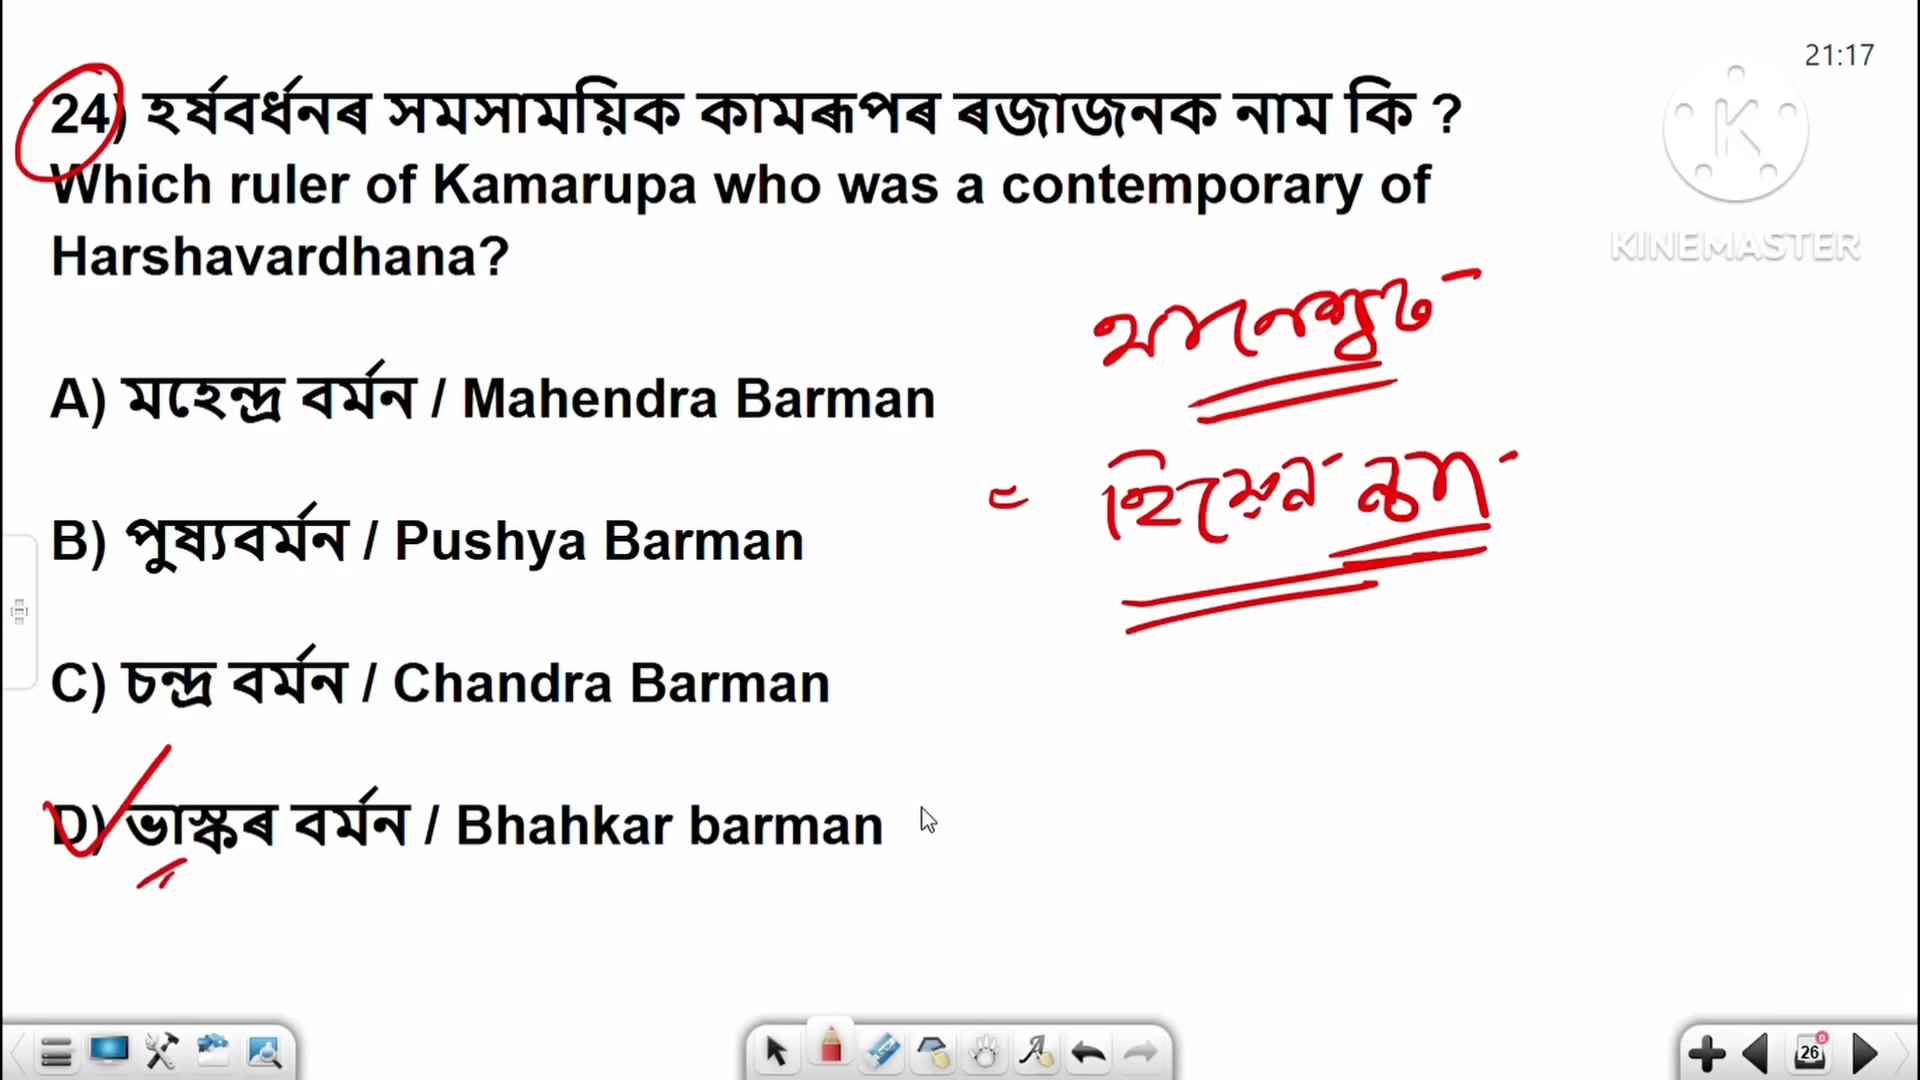 21:17
24) হৰ্ষবৰ্ধনৰ সমসাময়িক কামৰূপৰ ৰজাজনক নাম কি ?
Which ruler of Kamarupa who was a contemporary of
Harshavardhana?
KINEMASTER
A) মহেন্দ্ৰ বৰ্মন / Mahendra Barman
= হিয়েন
B) পুষ্যবৰ্মন / Pushya Barman
C) চন্দ্ৰ বৰ্মন / Chandra Barman
D) ভাস্কৰ বৰ্মন / Bhahkar barman
26